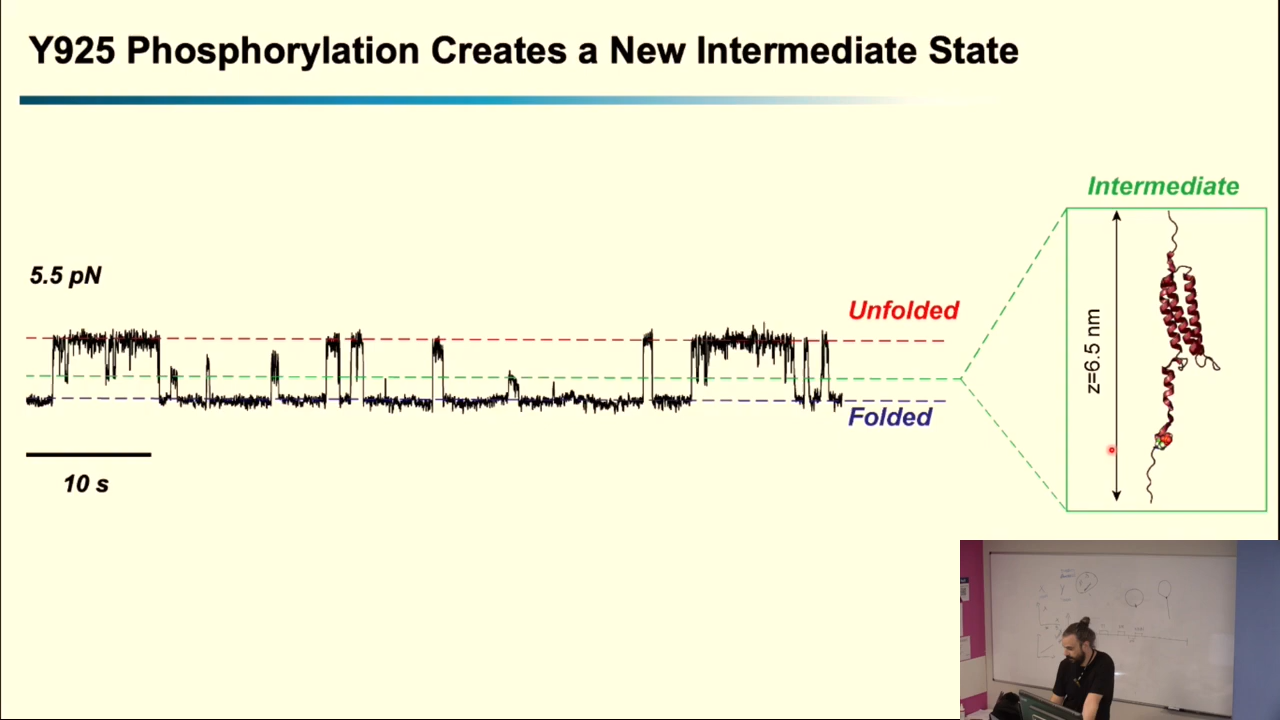 Y925 Phosphorylation Creates a New Intermediate State
Intermediate
5.5 pN
Unfolded
z=6.5 nm
Folded
10 s